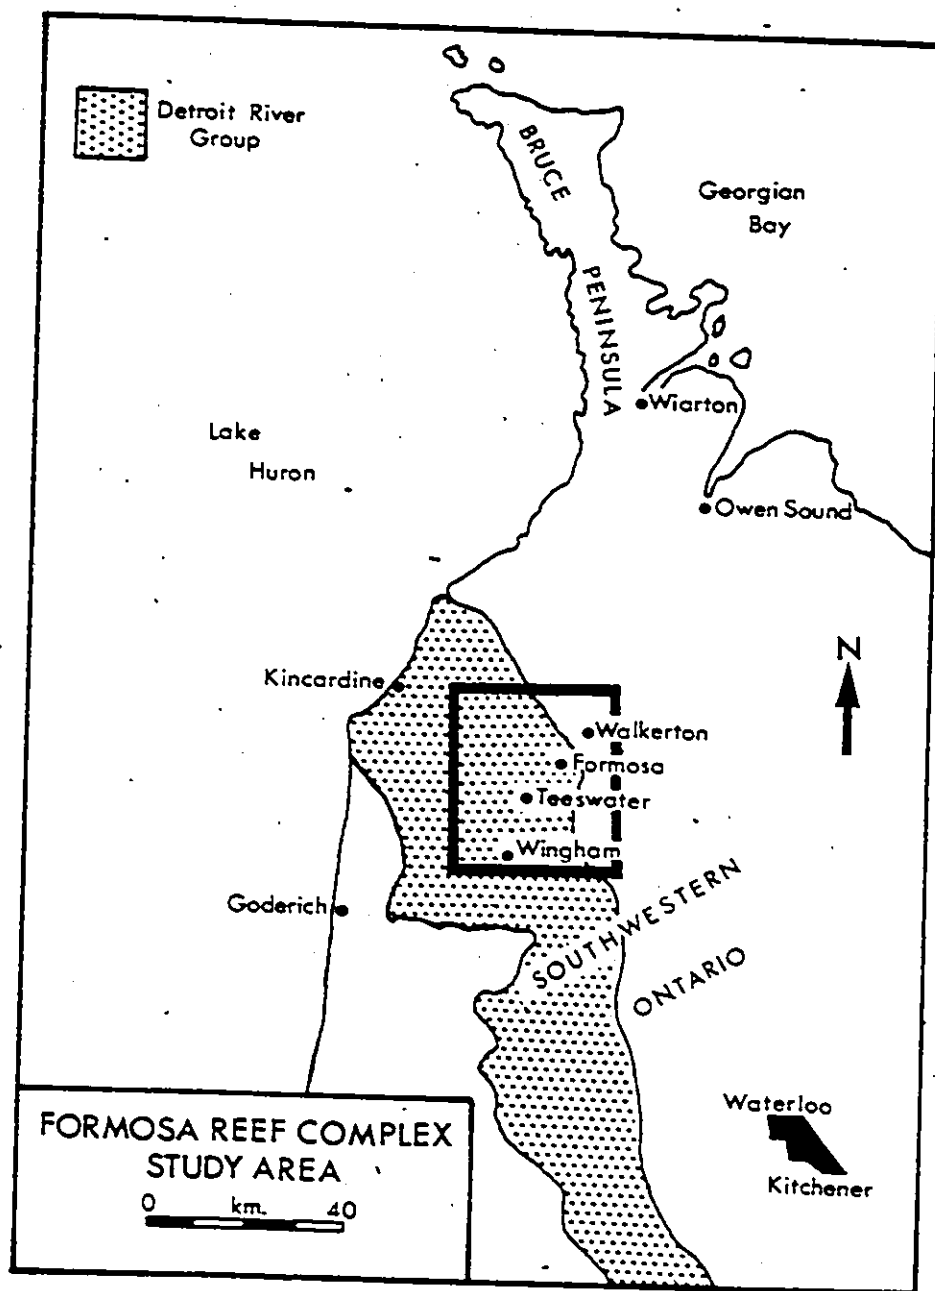 Detroit River
Group
BRUCE
PENINSULA
Georgian
Bay
Wiarton
Lake
Huron
Owen Sound
N
Kincardine
Walkerton
Formosa
Teeswater
Wingham
Goderich
SOUTHWESTERN
ONTARIO
Waterloo
Kitchener
FORMOSA REEF COMPLEX
STUDY AREA
0 km. 40